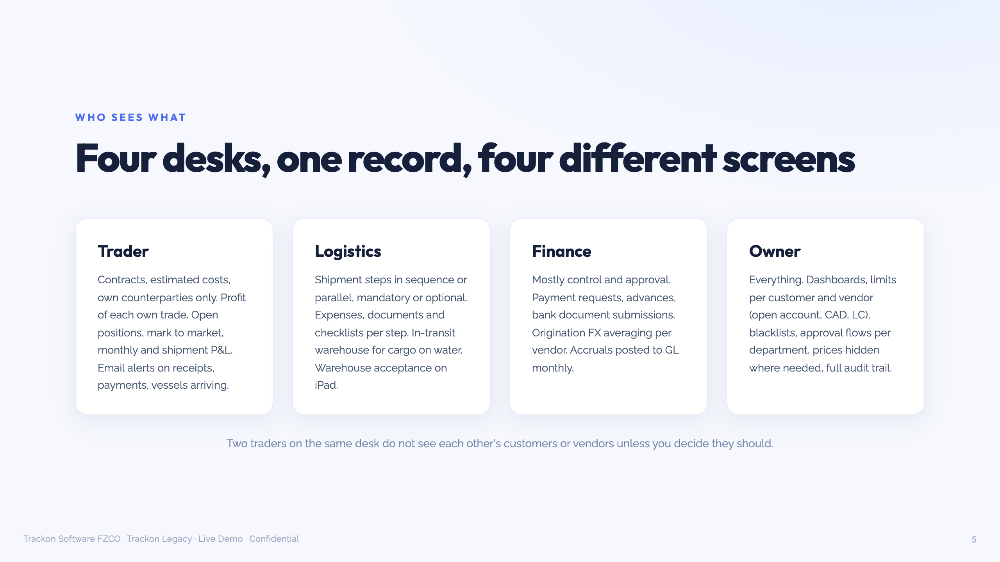 WHO SEES WHAT
Four desks, one record, four different screens
Trader
Contracts, estimated costs,
own counterparties only. Profit
of each own trade. Open
positions, mark to market,
monthly and shipment P&L.
Email alerts on receipts,
payments, vessels arriving.
Logistics
Shipment steps in sequence or
parallel, mandatory or optional.
Expenses, documents and
checklists per step. In-transit
warehouse for cargo on water.
Warehouse acceptance on
iPad.
Finance
Mostly control and approval.
Payment requests, advances,
bank document submissions.
Origination FX averaging per
vendor. Accruals posted to GL
monthly.
Owner
Everything. Dashboards, limits
per customer and vendor
(open account, CAD, LC),
blacklists, approval flows per
department, prices hidden
where needed, full audit trail.
Two traders on the same desk do not see each other's customers or vendors unless you decide they should.
Trackon Software FZCO · Trackon Legacy · Live Demo · Confidential
5